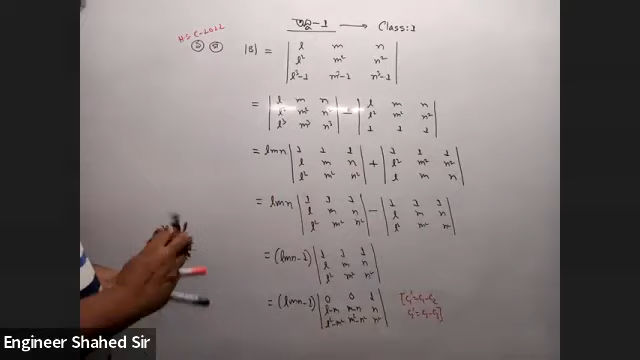 অঙ্ক-1 → Class:1
H.S.C-2022
|B| = | l m n |
| l² m² n² |
| l³-1 m³-1 n³-1 |
= | l m n | - | l m n |
| l² m² n² | | l² m² n² |
| l³ m³ n³ | | 1 1 1 |
= lmn | 1 1 1 | + | 1 1 1 |
| l m n | | l² m² n² |
| l² m² n² | | l m n |
= lmn | 1 1 1 | - | 1 1 1 |
| l m n | | l m n |
| l² m² n² | | l² m² n² |
= (lmn-1) | 1 1 1 |
| l m n |
| l² m² n² |
= (lmn-1) | 0 0 1 | [c₁'=c₁-c₂
| l-m m-n n | c₂'=c₂-c₃]
| l²-m² m²-n² n² |
Engineer Shahed Sir